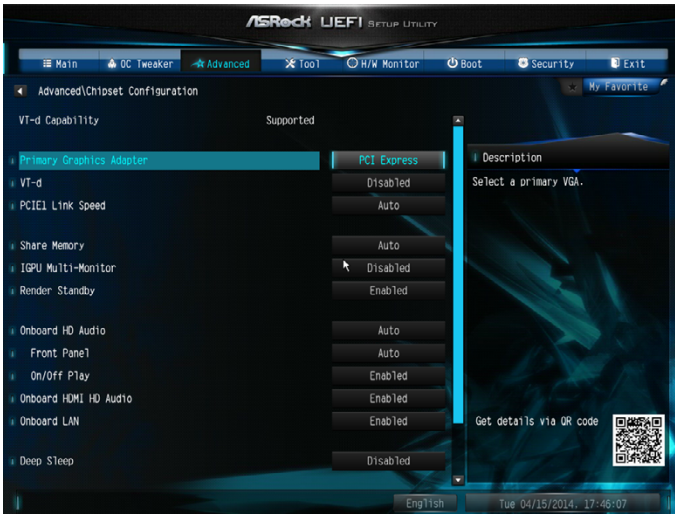 ASRock UEFI SETUP UTILITY
Main OC Tweaker Advanced Tool H/W Monitor Boot Security Exit
Advanced\Chipset Configuration
My Favorite
VT-d Capability Supported
Primary Graphics Adapter PCI Express
VT-d Disabled
PCIE1 Link Speed Auto
Share Memory Auto
IGPU Multi-Monitor Disabled
Render Standby Enabled
Onboard HD Audio Auto
Front Panel Auto
On/Off Play Enabled
Onboard HDMI HD Audio Enabled
Onboard LAN Enabled
Deep Sleep Disabled
Description
Select a primary VGA.
Get details via QR code
English Tue 04/15/2014. 17:46:07